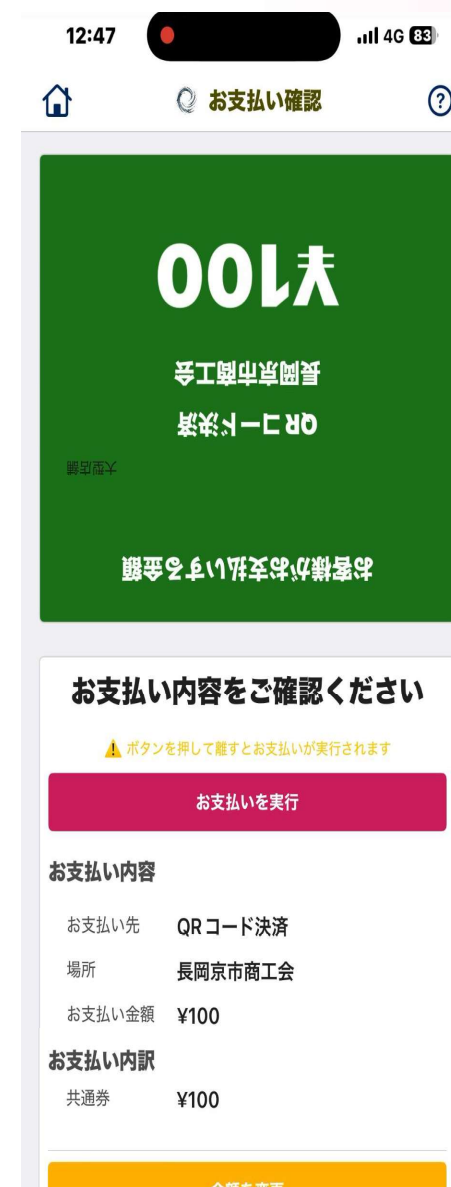 12:47
4G 83
お支払い確認
?
お客様がお支払いする金額
大型店舗
QRコード決済
長岡京市商工会
¥100
お支払い内容をご確認ください
ボタンを押して離すとお支払いが実行されます
お支払いを実行
お支払い内容
お支払い先 QRコード決済
場所 長岡京市商工会
お支払い金額 ¥100
お支払い内訳
共通券 ¥100
金額を変更